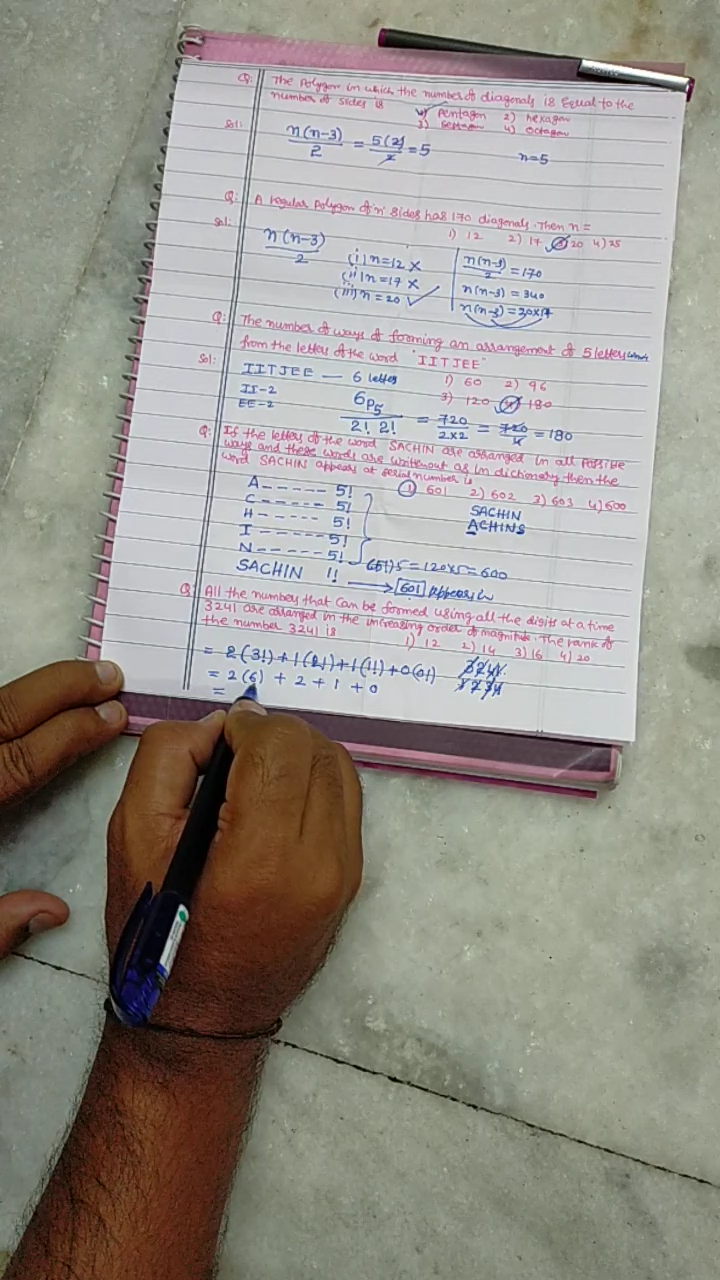 Q: The Polygon in which the number of diagonals is Equal to the
number of sides is
1) Pentagon 2) hexagon
3) Septagon 4) Octagon
Sol: n(n-3)/2 = 5(2)/2 = 5 n=5
Q: A regular Polygon of 'n' Sides has 170 diagonals. Then n =
1) 12 2) 17 3) 20 4) 25
Sol: n(n-3)/2
(i) n=12 ×
(ii) n=17 ×
(iii) n=20 ✓
n(n-3)/2 = 170
n(n-3) = 340
n(n-3) = 20×17
Q: The number of ways of forming an arrangement of 5 letters
from the letters of the word "IITJEE"
1) 60 2) 96
3) 120 4) 180
Sol: IITJEE — 6 letters
II-2
EE-2
6P5/2! 2! = 720/2×2 = 720/4 = 180
Q: If the letters of the word SACHIN are arranged in all Possible
ways and these words are written out as in dictionary then the
word SACHIN appears at serial number is
1) 601 2) 602 3) 603 4) 600
A----- 5!
C----- 5!
H----- 5!
I----- 5!
N----- 5!
SACHIN
ACHINS
5 = 120×5 = 600
SACHIN 1! → 601 appears
Q: All the numbers that can be formed using all the digits at a time
3241 are arranged in the increasing order of magnitude. The rank of
the number 3241 is
1) 12 2) 14 3) 16 4) 20
= 2(3!)+1(2!)+1(1!)+0(0!) 3241
= 2(6) + 2 + 1 + 0 1234
=